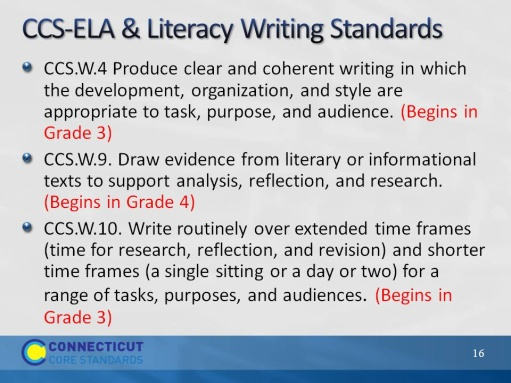 CCS-ELA & Literacy Writing Standards
CCS.W.4 Produce clear and coherent writing in which
the development, organization, and style are
appropriate to task, purpose, and audience. (Begins in
Grade 3)
CCS.W.9. Draw evidence from literary or informational
texts to support analysis, reflection, and research.
(Begins in Grade 4)
CCS.W.10. Write routinely over extended time frames
(time for research, reflection, and revision) and shorter
time frames (a single sitting or a day or two) for a
range of tasks, purposes, and audiences. (Begins in
Grade 3)
CONNECTICUT
CORE STANDARDS
16